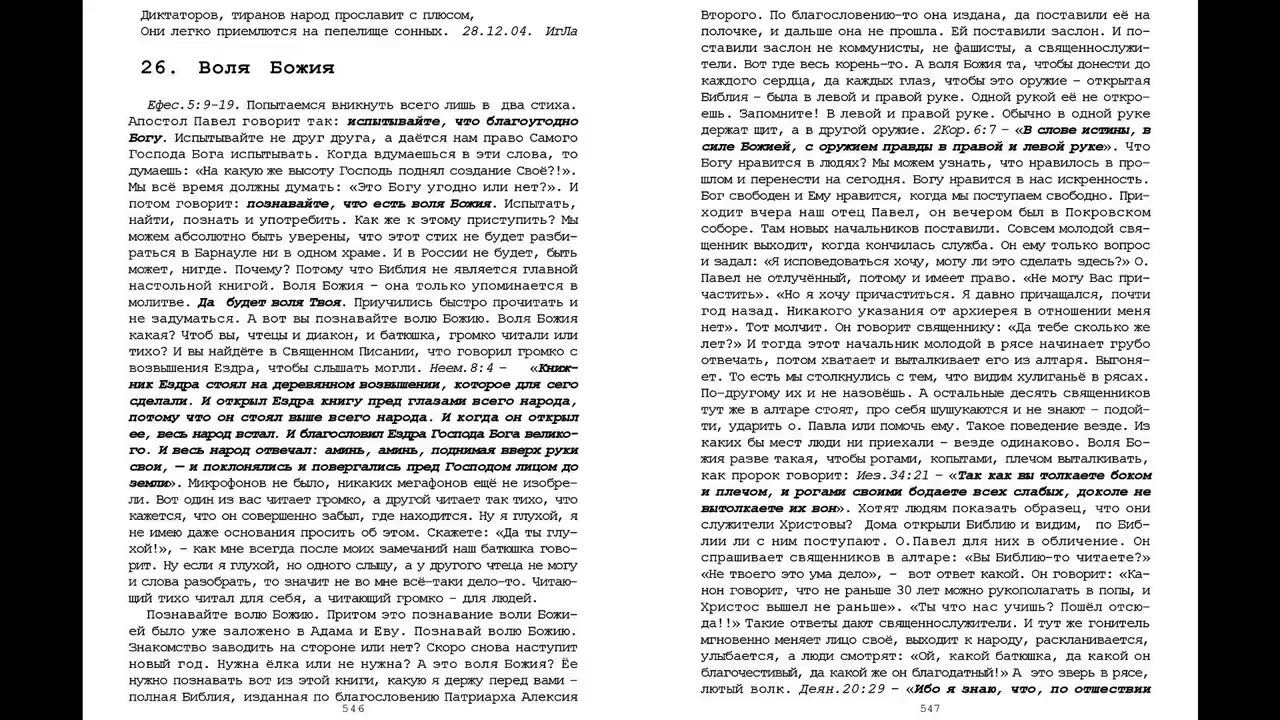 Диктаторов, тиранов народ прославит с плюсом,
Они легко приемлются на пепелище сонных. 28.12.04. ИгЛа
26. Воля Божия
Ефес.5:9-19. Попытаемся вникнуть всего лишь в два стиха.
Апостол Павел говорит так: испытывайте, что благоугодно
Богу. Испытывайте не друг друга, а даётся нам право Самого
Господа Бога испытывать. Когда вдумаешься в эти слова, то
думаешь: «На какую же высоту Господь поднял создание Своё?!».
Мы всё время должны думать: «Это Богу угодно или нет?». И
потом говорит: познавайте, что есть воля Божия. Испытать,
найти, познать и употребить. Как же к этому приступить? Мы
можем абсолютно быть уверены, что этот стих не будет разби-
раться в Барнауле ни в одном храме. И в России не будет, быть
может, нигде. Почему? Потому что Библия не является главной
настольной книгой. Воля Божия – она только упоминается в
молитве. Да будет воля Твоя. Приучились быстро прочитать и
не задуматься. А вот вы познавайте волю Божию. Воля Божия
какая? Чтоб вы, чтецы и диакон, и батюшка, громко читали или
тихо? И вы найдёте в Священном Писании, что говорил громко с
возвышения Ездра, чтобы слышать могли. Неем.8:4 – «Книж-
ник Ездра стоял на деревянном возвышении, которое для сего
сделали. И открыл Ездра книгу пред глазами всего народа,
потому что он стоял выше всего народа. И когда он открыл
ее, весь народ встал. И благословил Ездра Господа Бога велико-
го. И весь народ отвечал: аминь, аминь, поднимая вверх руки
свои, — и поклонялись и повергались пред Господом лицом до
земли». Микрофонов не было, никаких мегафонов ещё не изобре-
ли. Вот один из вас читает громко, а другой читает так тихо, что
кажется, что он совершенно забыл, где находится. Ну я глухой, я
не имею даже основания просить об этом. Скажете: «Да ты глу-
хой!», – как мне всегда после моих замечаний наш батюшка гово-
рит. Ну если я глухой, но одного слышу, а у другого чтеца не могу
и слова разобрать, то значит не во мне всё-таки дело-то. Читаю-
щий тихо читал для себя, а читающий громко – для людей.
Познавайте волю Божию. Притом это познание воли Божи-
ей было уже заложено в Адама и Еву. Познавай волю Божию.
Знакомство заводить на стороне или нет? Скоро снова наступит
новый год. Нужна ёлка или не нужна? А это воля Божия? Ёе
нужно познавать вот из этой книги, какую я держу перед вами –
полная Библия, изданная по благословению Патриарха Алексия
546
Второго. По благословению-то она издана, да поставили её на
полочке, и дальше она не прошла. Ей поставили заслон. И по-
ставили заслон не коммунисты, не фашисты, а священнослужи-
тели. Вот где весь корень-то. А воля Божия та, чтобы донести до
каждого сердца, да каждых глаз, чтобы это оружие – открытая
Библия – была в левой и правой руке. Одной рукой её не откро-
ешь. Запомните! В левой и правой руке. Обычно в одной руке
держат щит, а в другой оружие. 2Кор.6:7 – «В слове истины, в
силе Божией, с оружием правды в правой и левой руке». Что
Богу нравится в людях? Мы можем узнать, что нравилось в про-
шлом и перенести на сегодня. Богу нравится в нас искренность.
Бог свободен и Ему нравится, когда мы поступаем свободно. При-
ходит вчера наш отец Павел, он вечером был в Покровском
соборе. Там новых начальников поставили. Совсем молодой свя-
щенник выходит, когда кончилась служба. Он ему только вопрос
и задал: «Я исповедоваться хочу, могу ли это сделать здесь?» О.
Павел не отлучённый, потому и имеет право. «Не могу Вас при-
частить». «Но я хочу причаститься. Я давно причащался, почти
год назад. Никакого указания от архиерея в отношении меня
нет». Тот молчит. Он говорит священнику: «Да тебе сколько же
лет?» И тогда этот начальник молодой в рясе начинает грубо
отвечать, потом хватает и выталкивает его из алтаря. Выгоня-
ет. То есть мы столкнулись с тем, что видим хулиганьё в рясах.
По-другому их и не назовёшь. А остальные десять священников
тут же в алтаре стоят, про себя шушукаются и не знают – подой-
ти, ударить о. Павла или помочь ему. Такое поведение везде. Из
каких бы мест люди ни приехали – везде одинаково. Воля Бо-
жия разве такая, чтобы рогами, копытами, плечом выталкивать,
как пророк говорит: Иез.34:21 – «Так как вы толкаете боком
и плечом, и рогами своими бодаете всех слабых, доколе не
вытолкаете их вон». Хотят людям показать образец, что они
служители Христовы? Дома открыли Библию и видим, по Биб-
лии ли с ним поступают. О.Павел для них в обличение. Он
спрашивает священников в алтаре: «Вы Библию-то читаете?»
«Не твоего это ума дело», – вот ответ какой. Он говорит: «Ка-
нон говорит, что не раньше 30 лет можно рукополагать в попы, и
Христос вышел не раньше». «Ты что нас учишь? Пошёл отсю-
да!!» Такие ответы дают священнослужители. И тут же гонитель
мгновенно меняет лицо своё, выходит к народу, раскланивается,
улыбается, а люди смотрят: «Ой, какой батюшка, да какой он
благочестивый, да какой же он благодатный!» А это зверь в рясе,
лютый волк. Деян.20:29 – «Ибо я знаю, что, по отшествии
547